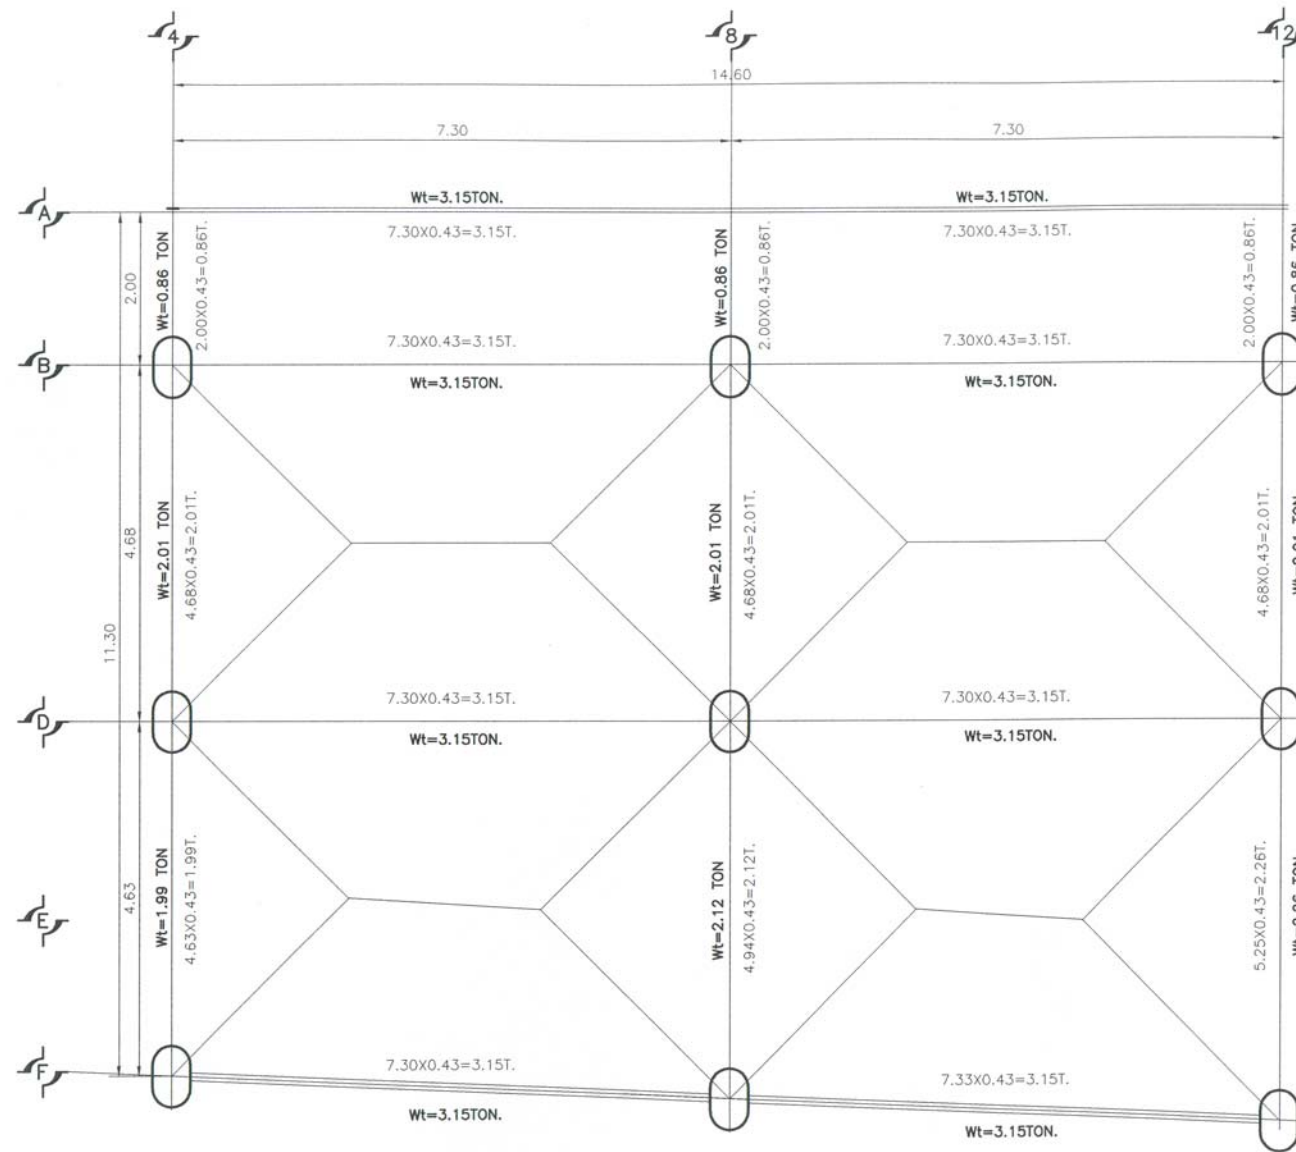 4
8
12
14.60
7.30
7.30
Wt=3.15TON.
Wt=3.15TON.
A
7.30X0.43=3.15T.
7.30X0.43=3.15T.
2.00
Wt=0.86 TON
2.00X0.43=0.86T.
Wt=0.86 TON
2.00X0.43=0.86T.
2.00X0.43=0.86T.
Wt=0.86 TON
7.30X0.43=3.15T.
7.30X0.43=3.15T.
B
Wt=3.15TON.
Wt=3.15TON.
11.30
4.68
Wt=2.01 TON
4.68X0.43=2.01T.
Wt=2.01 TON
4.68X0.43=2.01T.
4.68X0.43=2.01T.
7.30X0.43=3.15T.
7.30X0.43=3.15T.
D
Wt=3.15TON.
Wt=3.15TON.
4.63
Wt=1.99 TON
4.63X0.43=1.99T.
Wt=2.12 TON
4.94X0.43=2.12T.
5.25X0.43=2.26T.
E
F
7.30X0.43=3.15T.
7.33X0.43=3.15T.
Wt=3.15TON.
Wt=3.15TON.